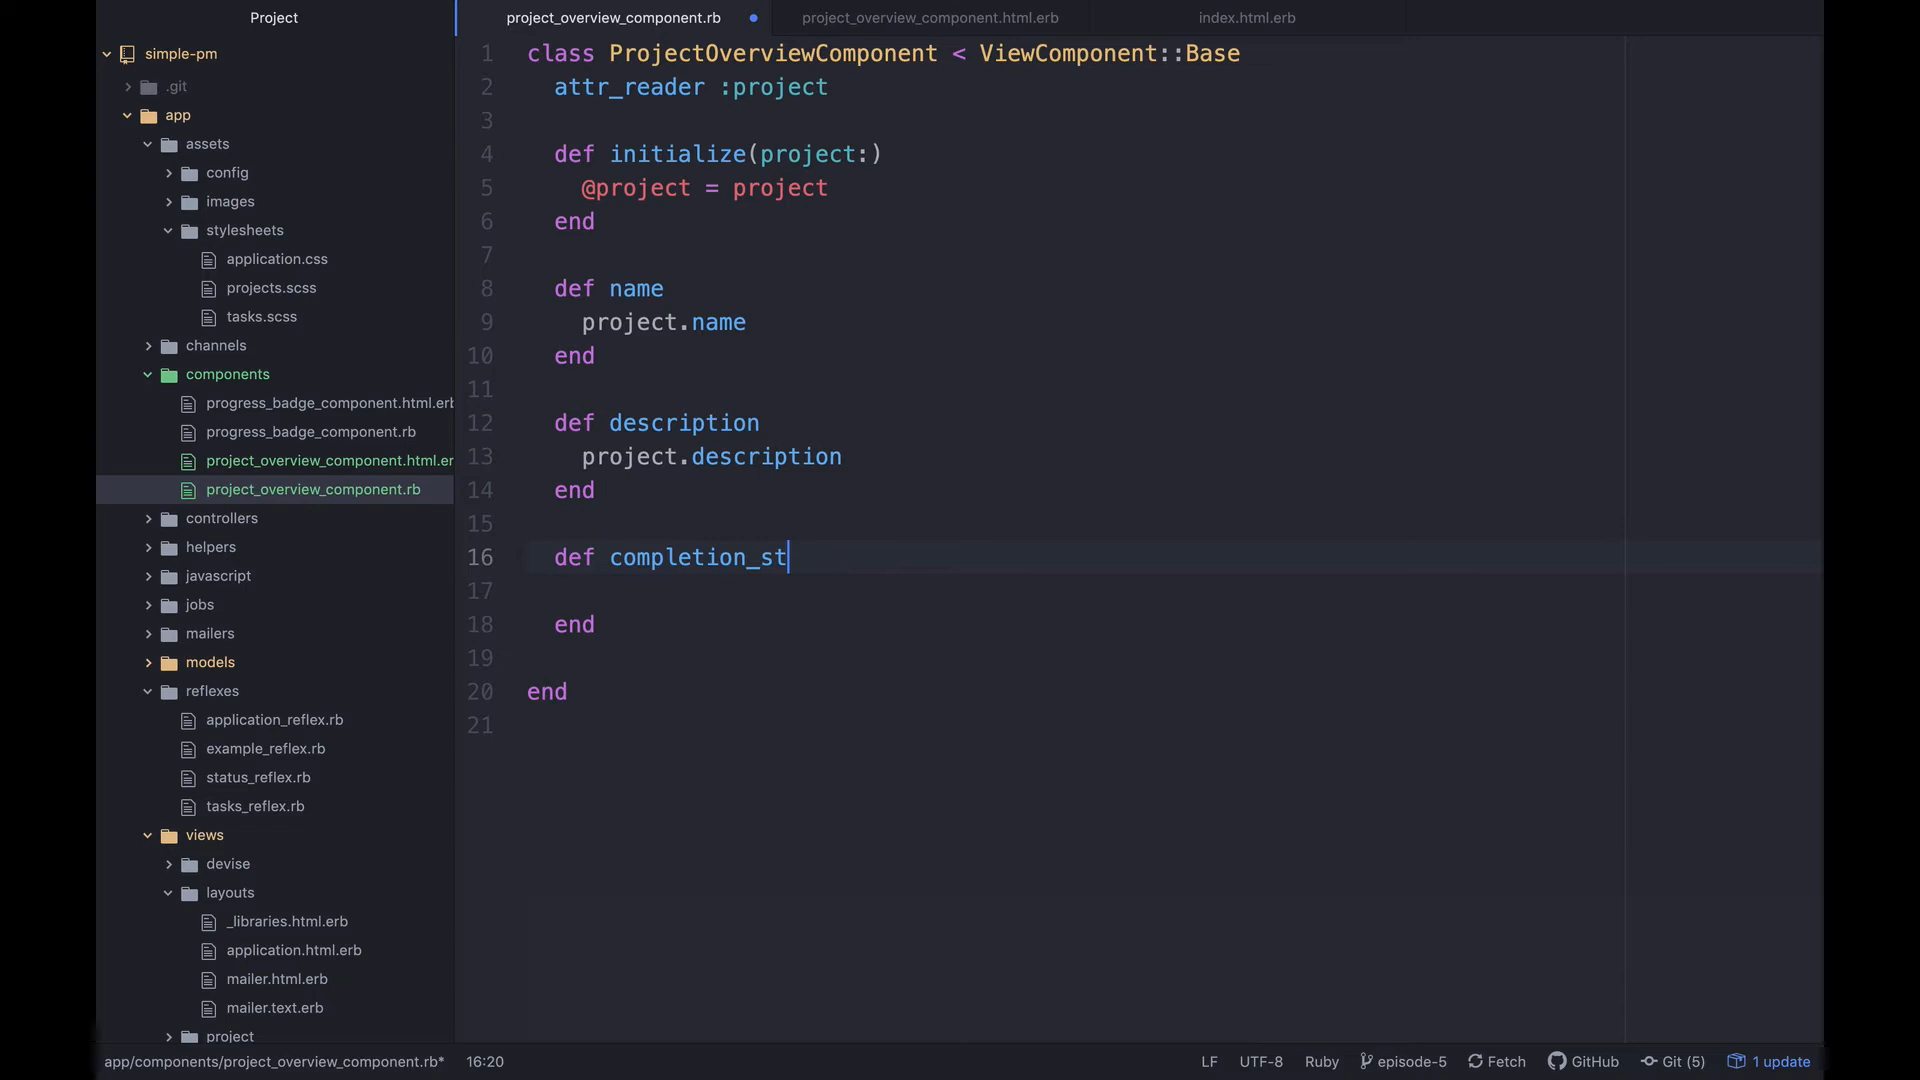 Project
project_overview_component.rb
project_overview_component.html.erb
index.html.erb
simple-pm
.git
app
assets
config
images
stylesheets
application.css
projects.scss
tasks.scss
channels
components
progress_badge_component.html.erb
progress_badge_component.rb
project_overview_component.html.er
project_overview_component.rb
controllers
helpers
javascript
jobs
mailers
models
reflexes
application_reflex.rb
example_reflex.rb
status_reflex.rb
tasks_reflex.rb
views
devise
layouts
_libraries.html.erb
application.html.erb
mailer.html.erb
mailer.text.erb
project
1 class ProjectOverviewComponent < ViewComponent::Base
2 attr_reader :project
3
4 def initialize(project:)
5 @project = project
6 end
7
8 def name
9 project.name
10 end
11
12 def description
13 project.description
14 end
15
16 def completion_st
17
18 end
19
20 end
21
app/components/project_overview_component.rb* 16:20 LF UTF-8 Ruby episode-5 Fetch GitHub Git (5) 1 update